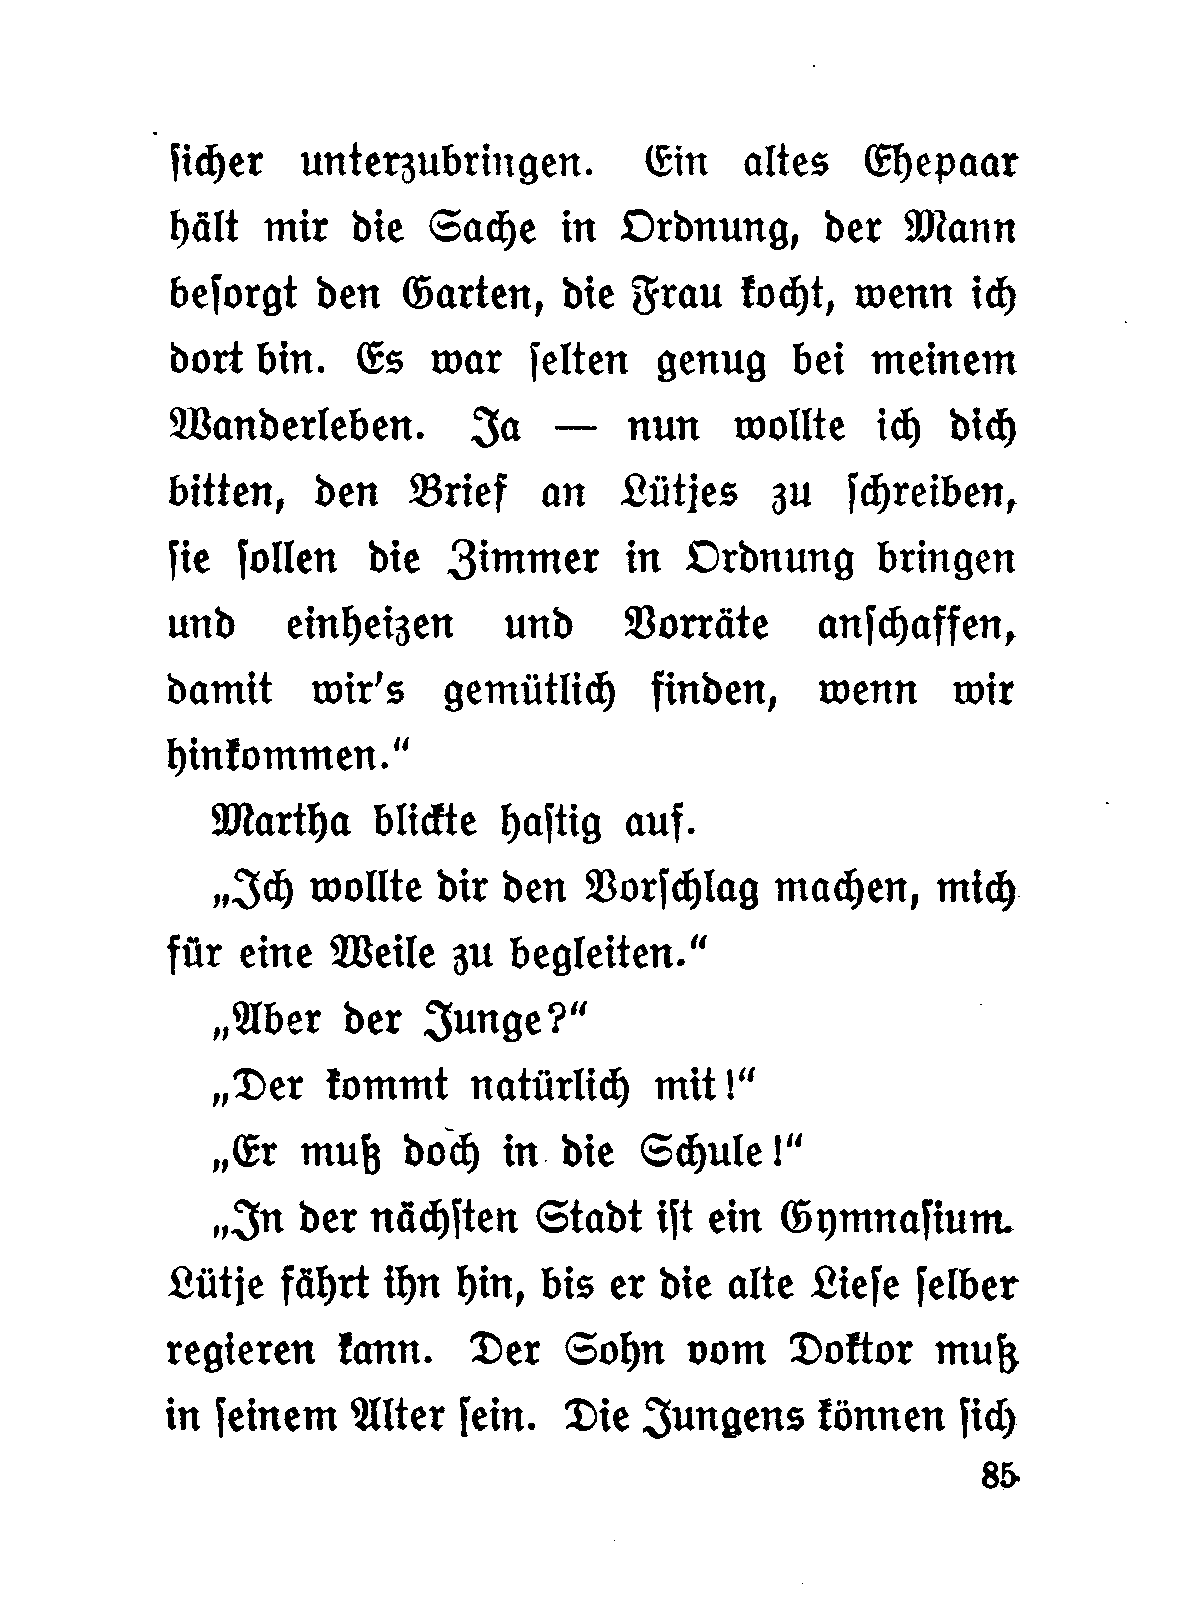 ſicher unterzubringen. Ein altes Ehepaar
hält mir die Sache in Ordnung, der Mann
beſorgt den Garten, die Frau kocht, wenn ich
dort bin. Es war ſelten genug bei meinem
Wanderleben. Ja — nun wollte ich dich
bitten, den Brief an Lütjes zu ſchreiben,
ſie ſollen die Zimmer in Ordnung bringen
und einheizen und Vorräte anſchaffen,
damit wir's gemütlich finden, wenn wir
hinkommen.“
Martha blickte haſtig auf.
„Ich wollte dir den Vorſchlag machen, mich
für eine Weile zu begleiten.“
„Aber der Junge?“
„Der kommt natürlich mit!“
„Er muß doch in die Schule!“
„In der nächſten Stadt iſt ein Gymnaſium.
Lütje fährt ihn hin, bis er die alte Lieſe ſelber
regieren kann. Der Sohn vom Doktor muß
in ſeinem Alter ſein. Die Jungens können ſich
85